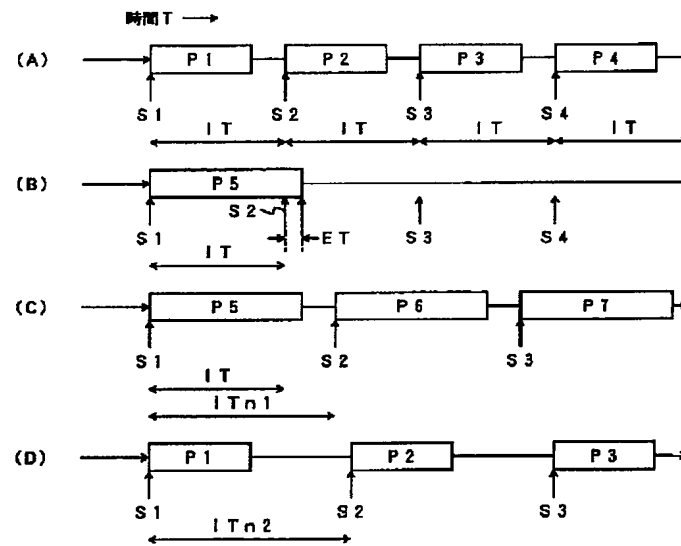 時間T
(A) P1 P2 P3 P4
S1 S2 S3 S4
IT IT IT IT
(B) P5
S2
S1 ET S3 S4
IT
(C) P5 P6 P7
S1 S2 S3
IT
ITn1
(D) P1 P2 P3
S1 S2 S3
ITn2